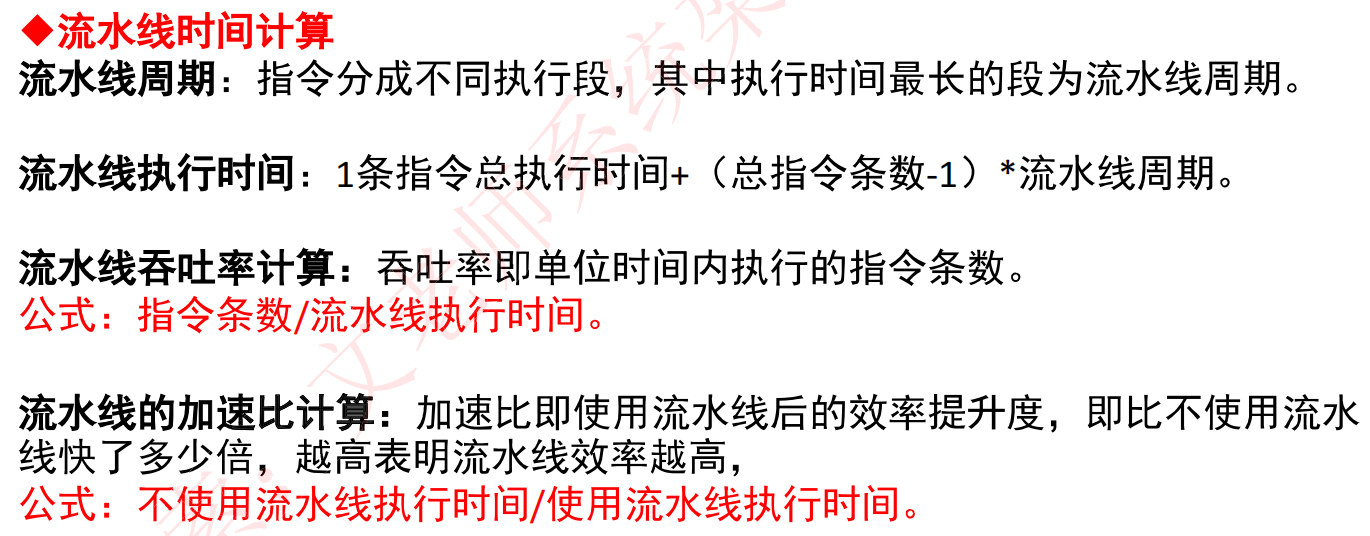 ◆流水线时间计算
流水线周期：指令分成不同执行段，其中执行时间最长的段为流水线周期。
流水线执行时间：1条指令总执行时间+（总指令条数-1）*流水线周期。
流水线吞吐率计算：吞吐率即单位时间内执行的指令条数。
公式：指令条数/流水线执行时间。
流水线的加速比计算：加速比即使用流水线后的效率提升度，即比不使用流水
线快了多少倍，越高表明流水线效率越高，
公式：不使用流水线执行时间/使用流水线执行时间。
文老师系统架